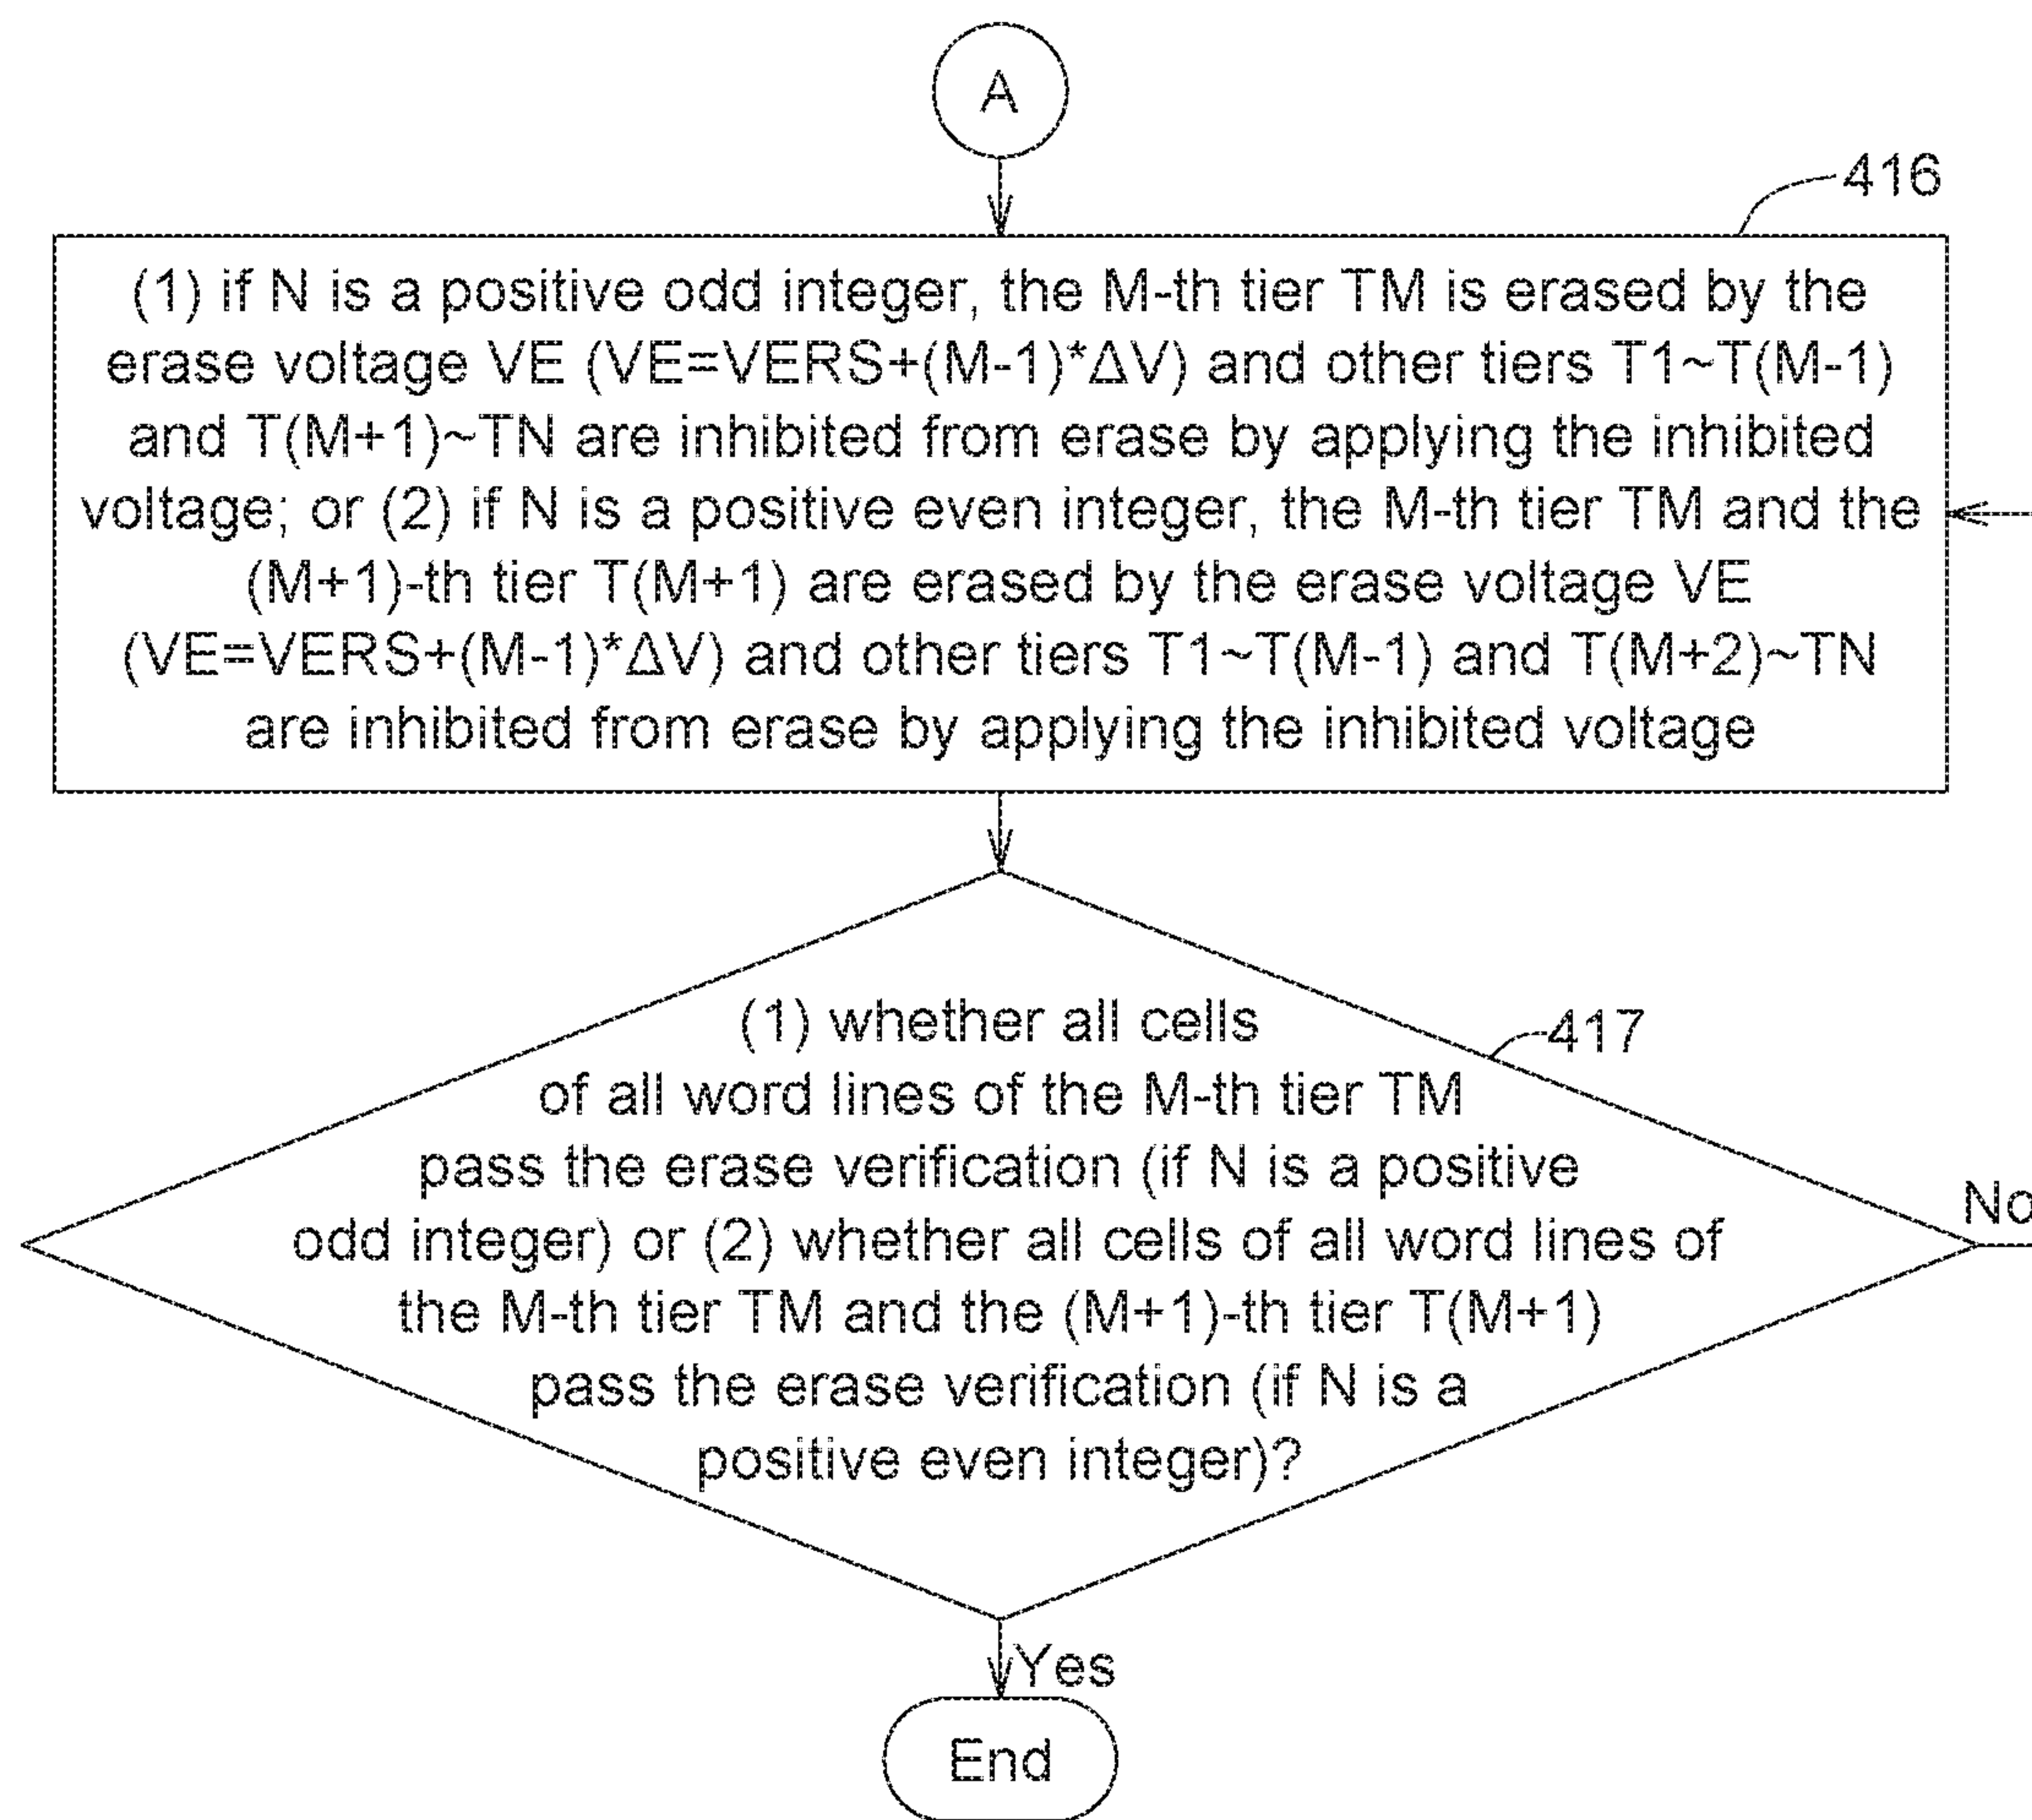 A
416
(1) if N is a positive odd integer, the M-th tier TM is erased by the
erase voltage VE (VE=VERS+(M-1)*ΔV) and other tiers T1~T(M-1)
and T(M+1)~TN are inhibited from erase by applying the inhibited
voltage; or (2) if N is a positive even integer, the M-th tier TM and the
(M+1)-th tier T(M+1) are erased by the erase voltage VE
(VE=VERS+(M-1)*ΔV) and other tiers T1~T(M-1) and T(M+2)~TN
are inhibited from erase by applying the inhibited voltage
(1) whether all cells
417
of all word lines of the M-th tier TM
pass the erase verification (if N is a positive
No
odd integer) or (2) whether all cells of all word lines of
the M-th tier TM and the (M+1)-th tier T(M+1)
pass the erase verification (if N is a
positive even integer)?
Yes
End